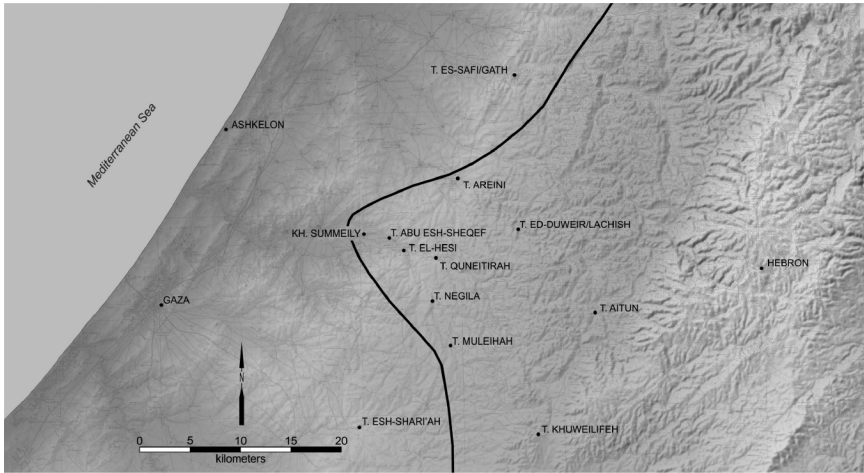 T. ES-SAFI/GATH
ASHKELON
Mediterranean Sea
T. AREINI
KH. SUMMEILY
T. ABU ESH-SHEQEF
T. ED-DUWEIR/LACHISH
T. EL-HESI
T. QUNEITIRAH
HEBRON
GAZA
T. NEGILA
T. AITUN
T. MULEIHAH
N
T. ESH-SHARI'AH
T. KHUWEILIFEH
0 5 10 15 20
kilometers